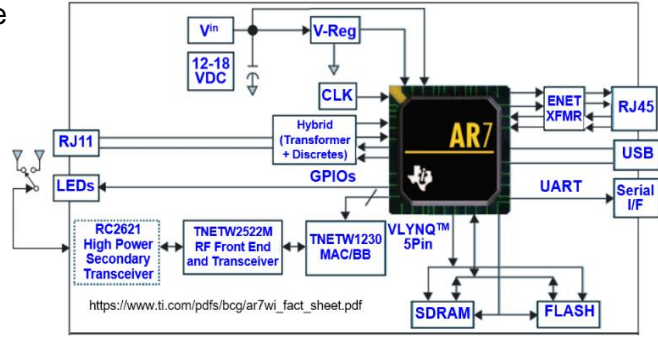 e
Vin
V-Reg
12-18
VDC
CLK
Hybrid
(Transformer
+ Discretes)
AR7
ENET
XFMR
RJ45
RJ11
USB
GPIOs
LEDs
UART
Serial
I/F
RC2621
High Power
Secondary
Transceiver
TNETW2522M
RF Front End
and Transceiver
TNETW1230
MAC/BB
VLYNQ™
5Pin
https://www.ti.com/pdfs/bcg/ar7wi_fact_sheet.pdf
SDRAM
FLASH